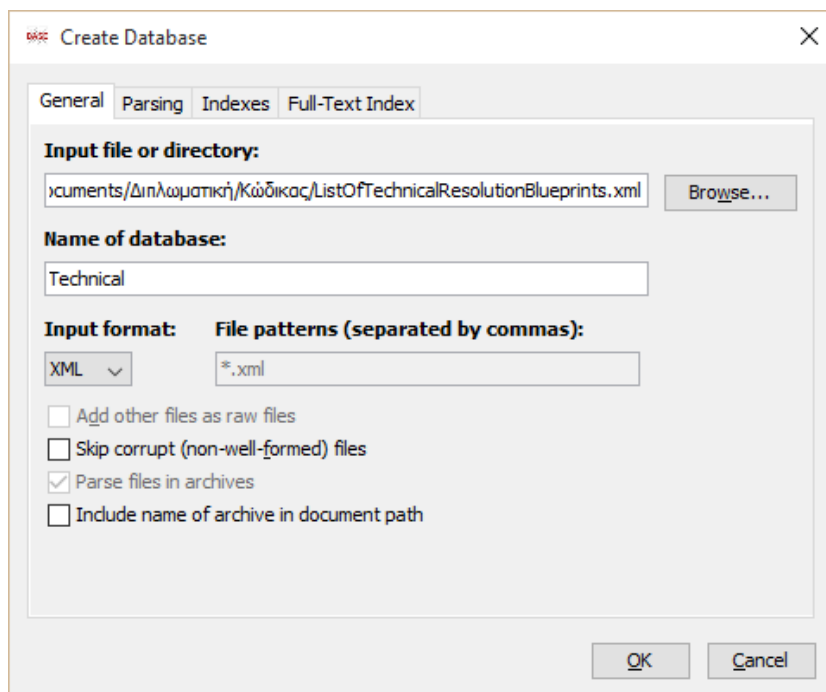 BASE Create Database
General Parsing Indexes Full-Text Index
Input file or directory:
ocuments/Διπλωματική/Κώδικας/ListOfTechnicalResolutionBlueprints.xml Browse...
Name of database:
Technical
Input format: File patterns (separated by commas):
XML *.xml
Add other files as raw files
Skip corrupt (non-well-formed) files
Parse files in archives
Include name of archive in document path
OK Cancel